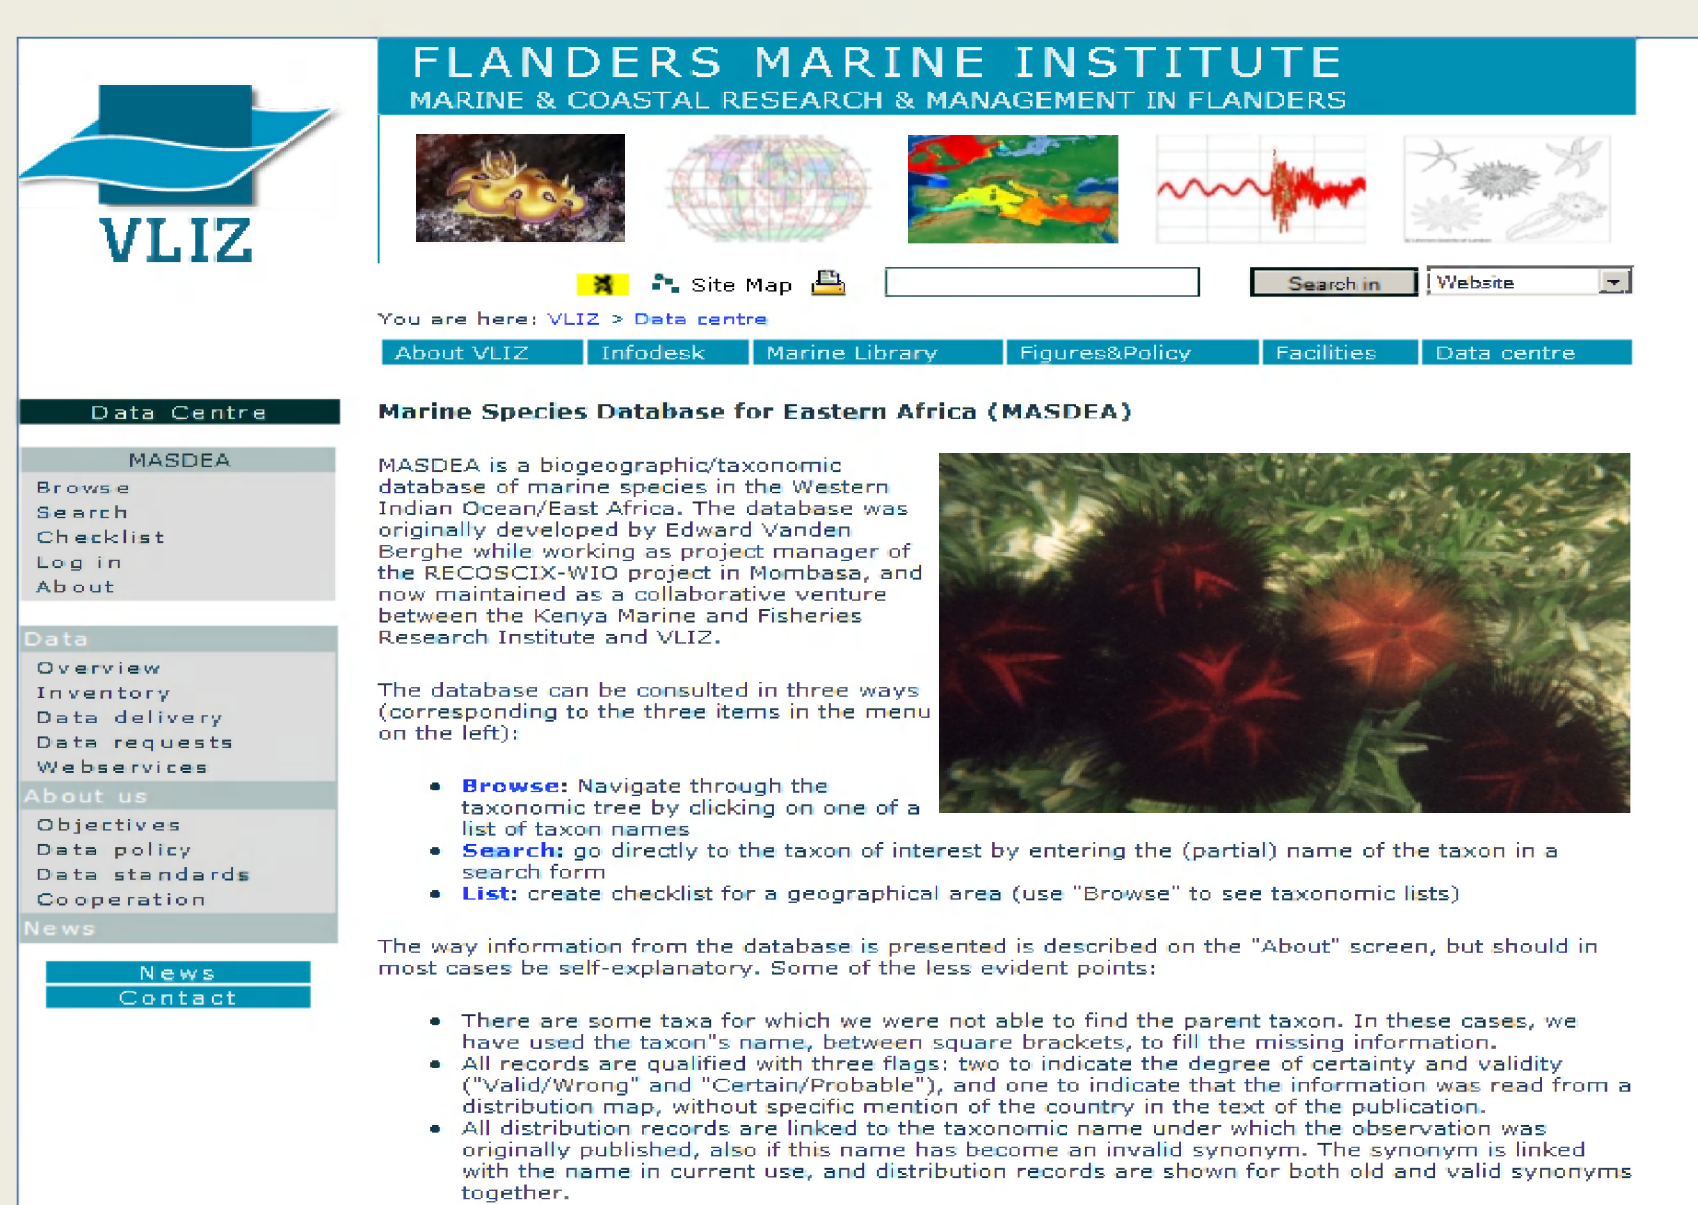 FLANDERS MARINE INSTITUTE
MARINE & COASTAL RESEARCH & MANAGEMENT IN FLANDERS
VLIZ
Site Map
Search in
Website
You are here: VLIZ > Data centre
About VLIZ
Infodesk
Marine Library
Figures&Policy
Facilities
Data centre
Data Centre
MASDEA
Browse
Search
Checklist
Log in
About
Data
Overview
Inventory
Data delivery
Data requests
Webservices
About us
Objectives
Data policy
Data standards
Cooperation
News
News
Contact
Marine Species Database for Eastern Africa (MASDEA)
MASDEA is a biogeographic/taxonomic
database of marine species in the Western
Indian Ocean/East Africa. The database was
originally developed by Edward Vanden
Berghe while working as project manager of
the RECOSCIX-WIO project in Mombasa, and
now maintained as a collaborative venture
between the Kenya Marine and Fisheries
Research Institute and VLIZ.
The database can be consulted in three ways
(corresponding to the three items in the menu
on the left):
• Browse: Navigate through the
taxonomic tree by clicking on one of a
list of taxon names
• Search: go directly to the taxon of interest by entering the (partial) name of the taxon in a
search form
• List: create checklist for a geographical area (use "Browse" to see taxonomic lists)
The way information from the database is presented is described on the "About" screen, but should in
most cases be self-explanatory. Some of the less evident points:
• There are some taxa for which we were not able to find the parent taxon. In these cases, we
have used the taxon"s name, between square brackets, to fill the missing information.
• All records are qualified with three flags: two to indicate the degree of certainty and validity
("Valid/Wrong" and "Certain/Probable"), and one to indicate that the information was read from a
distribution map, without specific mention of the country in the text of the publication.
• All distribution records are linked to the taxonomic name under which the observation was
originally published, also if this name has become an invalid synonym. The synonym is linked
with the name in current use, and distribution records are shown for both old and valid synonyms
together.